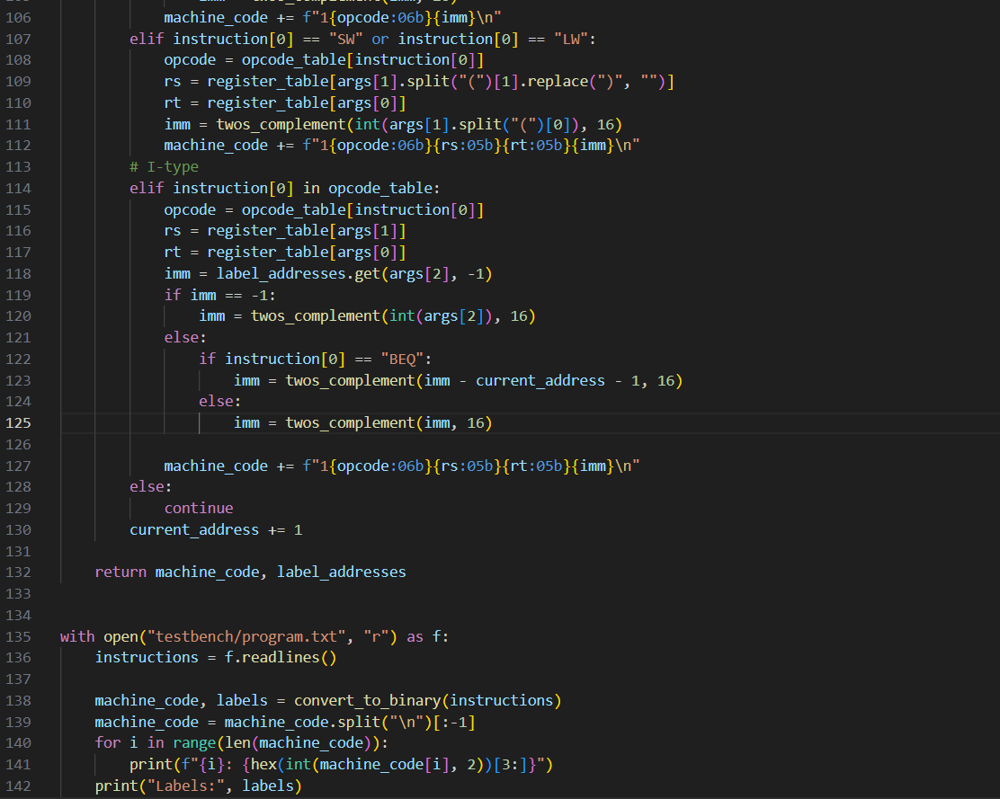 106 machine_code += f"1{opcode:06b}{imm}\n"
107 elif instruction[0] == "SW" or instruction[0] == "LW":
108 opcode = opcode_table[instruction[0]]
109 rs = register_table[args[1].split("(")[1].replace(")", "")]
110 rt = register_table[args[0]]
111 imm = twos_complement(int(args[1].split("(")[0]), 16)
112 machine_code += f"1{opcode:06b}{rs:05b}{rt:05b}{imm}\n"
113 # I-type
114 elif instruction[0] in opcode_table:
115 opcode = opcode_table[instruction[0]]
116 rs = register_table[args[1]]
117 rt = register_table[args[0]]
118 imm = label_addresses.get(args[2], -1)
119 if imm == -1:
120 imm = twos_complement(int(args[2]), 16)
121 else:
122 if instruction[0] == "BEQ":
123 imm = twos_complement(imm - current_address - 1, 16)
124 else:
125 imm = twos_complement(imm, 16)
126
127 machine_code += f"1{opcode:06b}{rs:05b}{rt:05b}{imm}\n"
128 else:
129 continue
130 current_address += 1
131
132 return machine_code, label_addresses
133
134
135 with open("testbench/program.txt", "r") as f:
136 instructions = f.readlines()
137
138 machine_code, labels = convert_to_binary(instructions)
139 machine_code = machine_code.split("\n")[:-1]
140 for i in range(len(machine_code)):
141 print(f"{i}: {hex(int(machine_code[i], 2))[3:]}")
142 print("Labels:", labels)